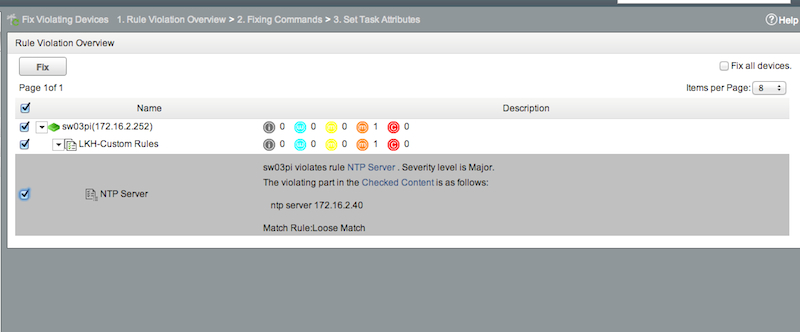 Fix Violating Devices 1. Rule Violation Overview > 2. Fixing Commands > 3. Set Task Attributes
Help
Rule Violation Overview
Fix
Fix all devices.
Page 1of 1
Items per Page: 8
Name Description
sw03pi(172.16.2.252) i 0 0 0 m 1 C 0
LKH-Custom Rules i 0 0 0 m 1 C 0
sw03pi violates rule NTP Server . Severity level is Major.
The violating part in the Checked Content is as follows:
NTP Server
ntp server 172.16.2.40
Match Rule:Loose Match